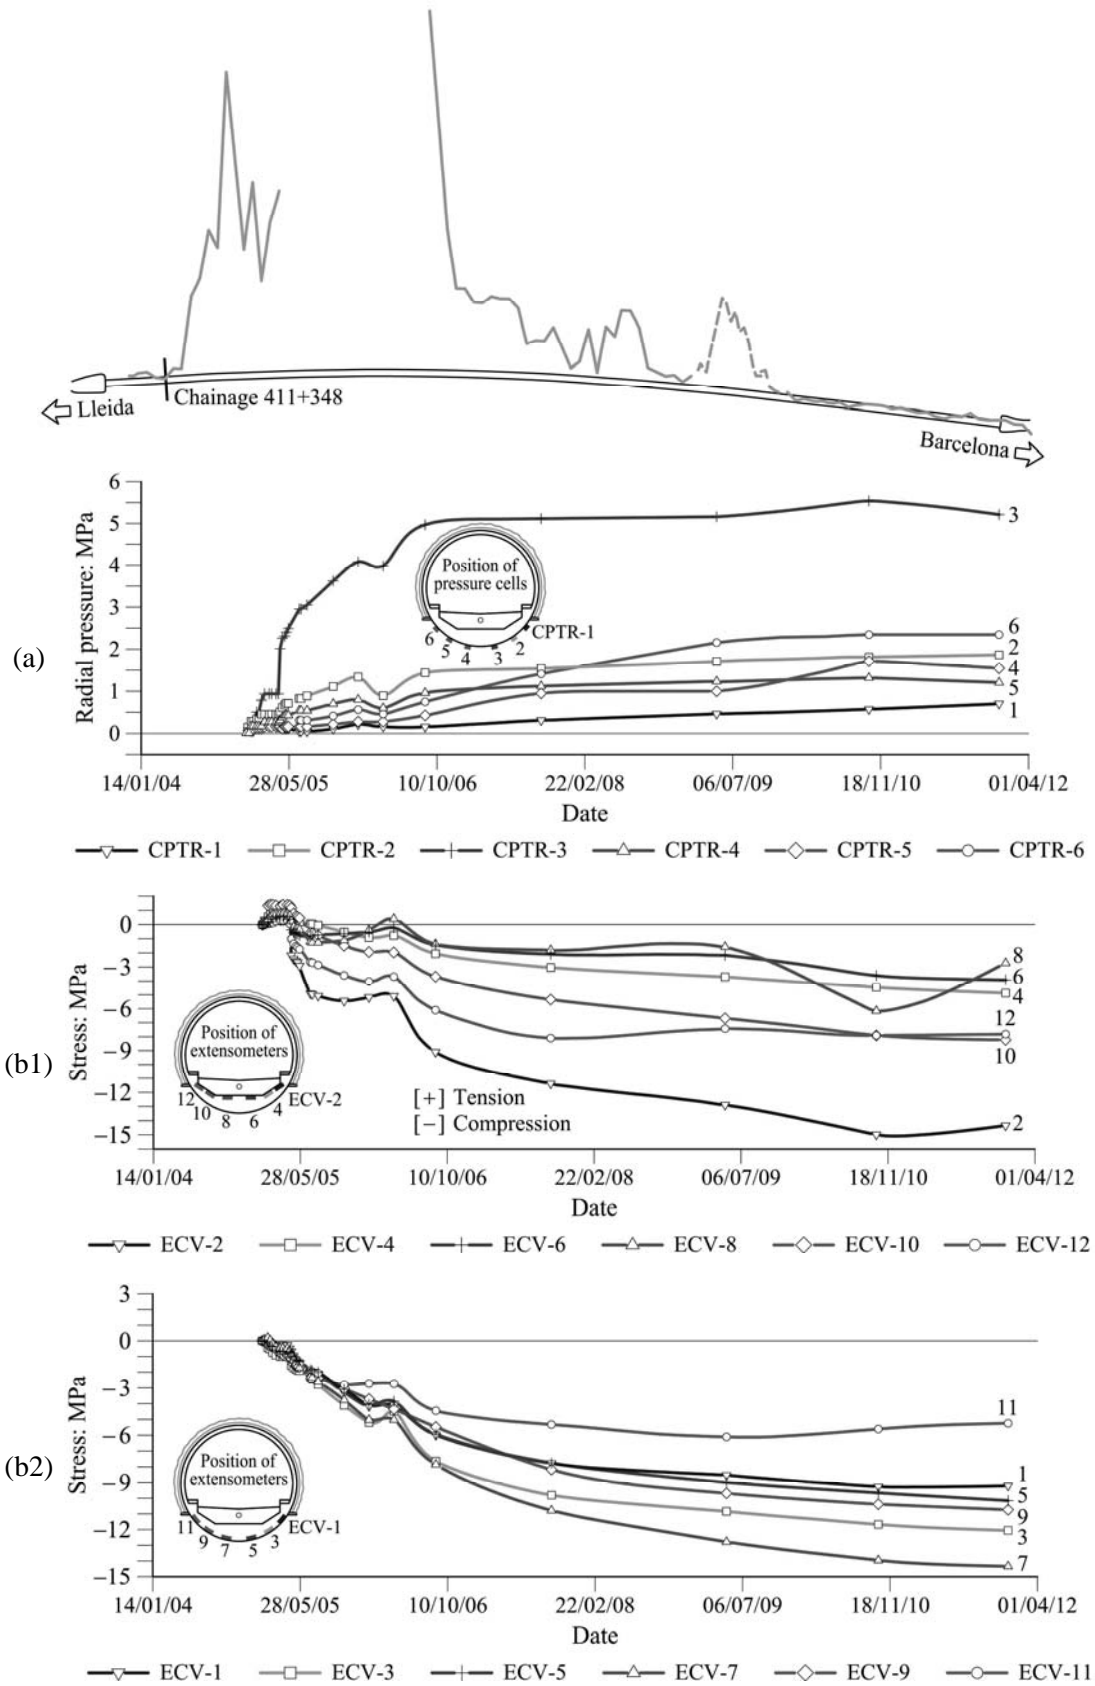 Lleida
Chainage 411+348
Barcelona
(a)
Radial pressure: MPa
6
5
4
3
2
1
0
Position of
pressure cells
CPTR-1
6
5
4
3
2
3
6
2
4
5
1
14/01/04 28/05/05 10/10/06 22/02/08 06/07/09 18/11/10 01/04/12
Date
CPTR-1 CPTR-2 CPTR-3 CPTR-4 CPTR-5 CPTR-6
(b1)
Stress: MPa
0
−3
−6
−9
−12
−15
Position of
extensometers
ECV-2
12
10
8
6
4
[+] Tension
[−] Compression
8
6
4
12
10
2
14/01/04 28/05/05 10/10/06 22/02/08 06/07/09 18/11/10 01/04/12
Date
ECV-2 ECV-4 ECV-6 ECV-8 ECV-10 ECV-12
(b2)
Stress: MPa
3
0
−3
−6
−9
−12
−15
Position of
extensometers
ECV-1
11
9
7
5
3
11
1
5
9
3
7
14/01/04 28/05/05 10/10/06 22/02/08 06/07/09 18/11/10 01/04/12
Date
ECV-1 ECV-3 ECV-5 ECV-7 ECV-9 ECV-11